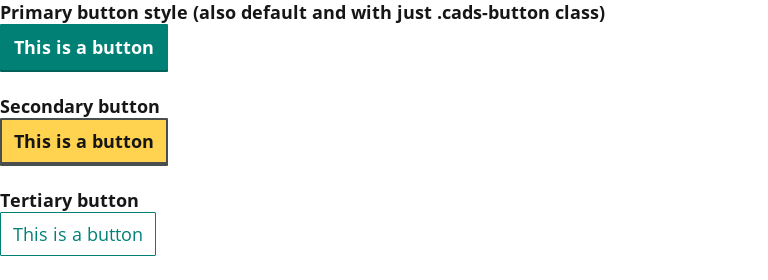 Primary button style (also default and with just .cads-button class)
This is a button
Secondary button
This is a button
Tertiary button
This is a button